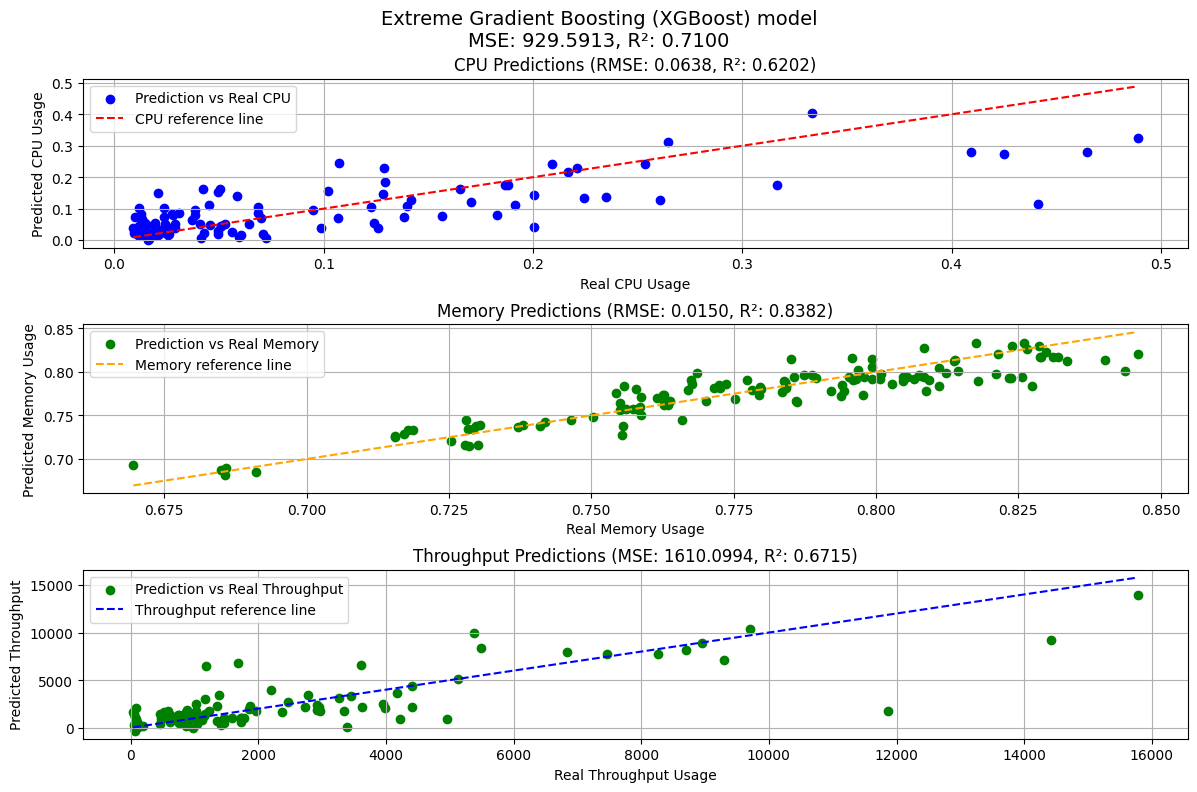 Extreme Gradient Boosting (XGBoost) model
MSE: 929.5913, R²: 0.7100
CPU Predictions (RMSE: 0.0638, R²: 0.6202)
Prediction vs Real CPU
CPU reference line
Predicted CPU Usage
0.5
0.4
0.3
0.2
0.1
0.0
0.0 0.1 0.2 0.3 0.4 0.5
Real CPU Usage
Memory Predictions (RMSE: 0.0150, R²: 0.8382)
Prediction vs Real Memory
Memory reference line
Predicted Memory Usage
0.85
0.80
0.75
0.70
0.675 0.700 0.725 0.750 0.775 0.800 0.825 0.850
Real Memory Usage
Throughput Predictions (MSE: 1610.0994, R²: 0.6715)
Prediction vs Real Throughput
Throughput reference line
Predicted Throughput
15000
10000
5000
0
0 2000 4000 6000 8000 10000 12000 14000 16000
Real Throughput Usage